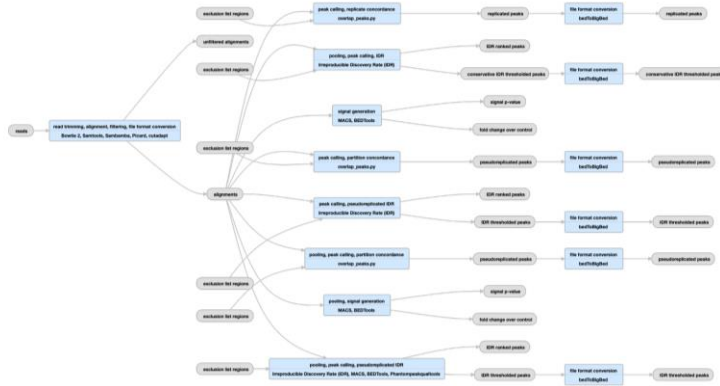 exclusion list regions
peak calling, replicate concordance
overlap_peaks.py
replicated peaks
file format conversion
bedToBigBed
replicated peaks
unfiltered alignments
exclusion list regions
pooling, peak calling, IDR
Irreproducible Discovery Rate (IDR)
IDR ranked peaks
conservative IDR thresholded peaks
file format conversion
bedToBigBed
conservative IDR thresholded peaks
signal generation
MACS, BEDTools
signal p-value
fold change over control
reads
read trimming, alignment, filtering, file format conversion
Bowtie 2, Samtools, Sambamba, Picard, cutadapt
exclusion list regions
peak calling, partition concordance
overlap_peaks.py
pseudoreplicated peaks
file format conversion
bedToBigBed
pseudoreplicated peaks
alignments
peak calling, pseudoreplicated IDR
Irreproducible Discovery Rate (IDR)
IDR ranked peaks
IDR thresholded peaks
file format conversion
bedToBigBed
IDR thresholded peaks
pooling, peak calling, partition concordance
overlap_peaks.py
pseudoreplicated peaks
file format conversion
bedToBigBed
pseudoreplicated peaks
exclusion list regions
exclusion list regions
pooling, signal generation
MACS, BEDTools
signal p-value
fold change over control
exclusion list regions
pooling, peak calling, pseudoreplicated IDR
Irreproducible Discovery Rate (IDR), MACS, BEDTools, Phantompeakqualtools
IDR ranked peaks
IDR thresholded peaks
file format conversion
bedToBigBed
IDR thresholded peaks